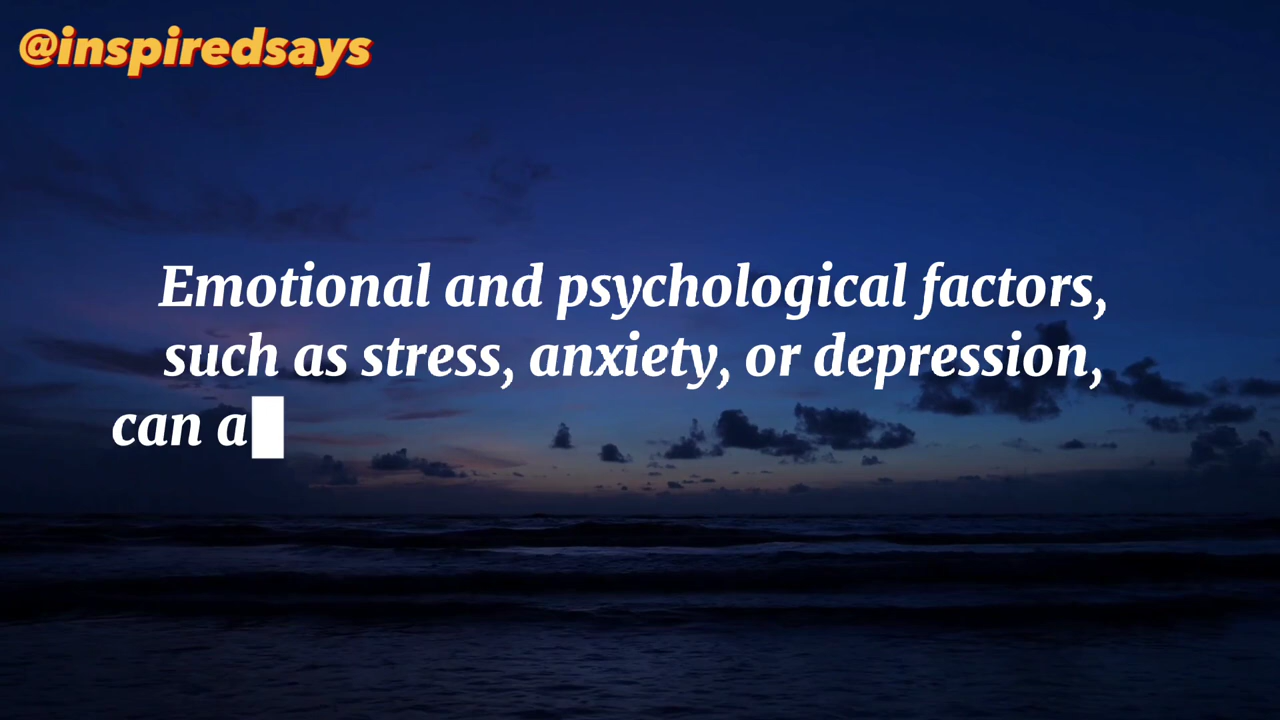 @inspiredsays
Emotional and psychological factors,
such as stress, anxiety, or depression,
can a